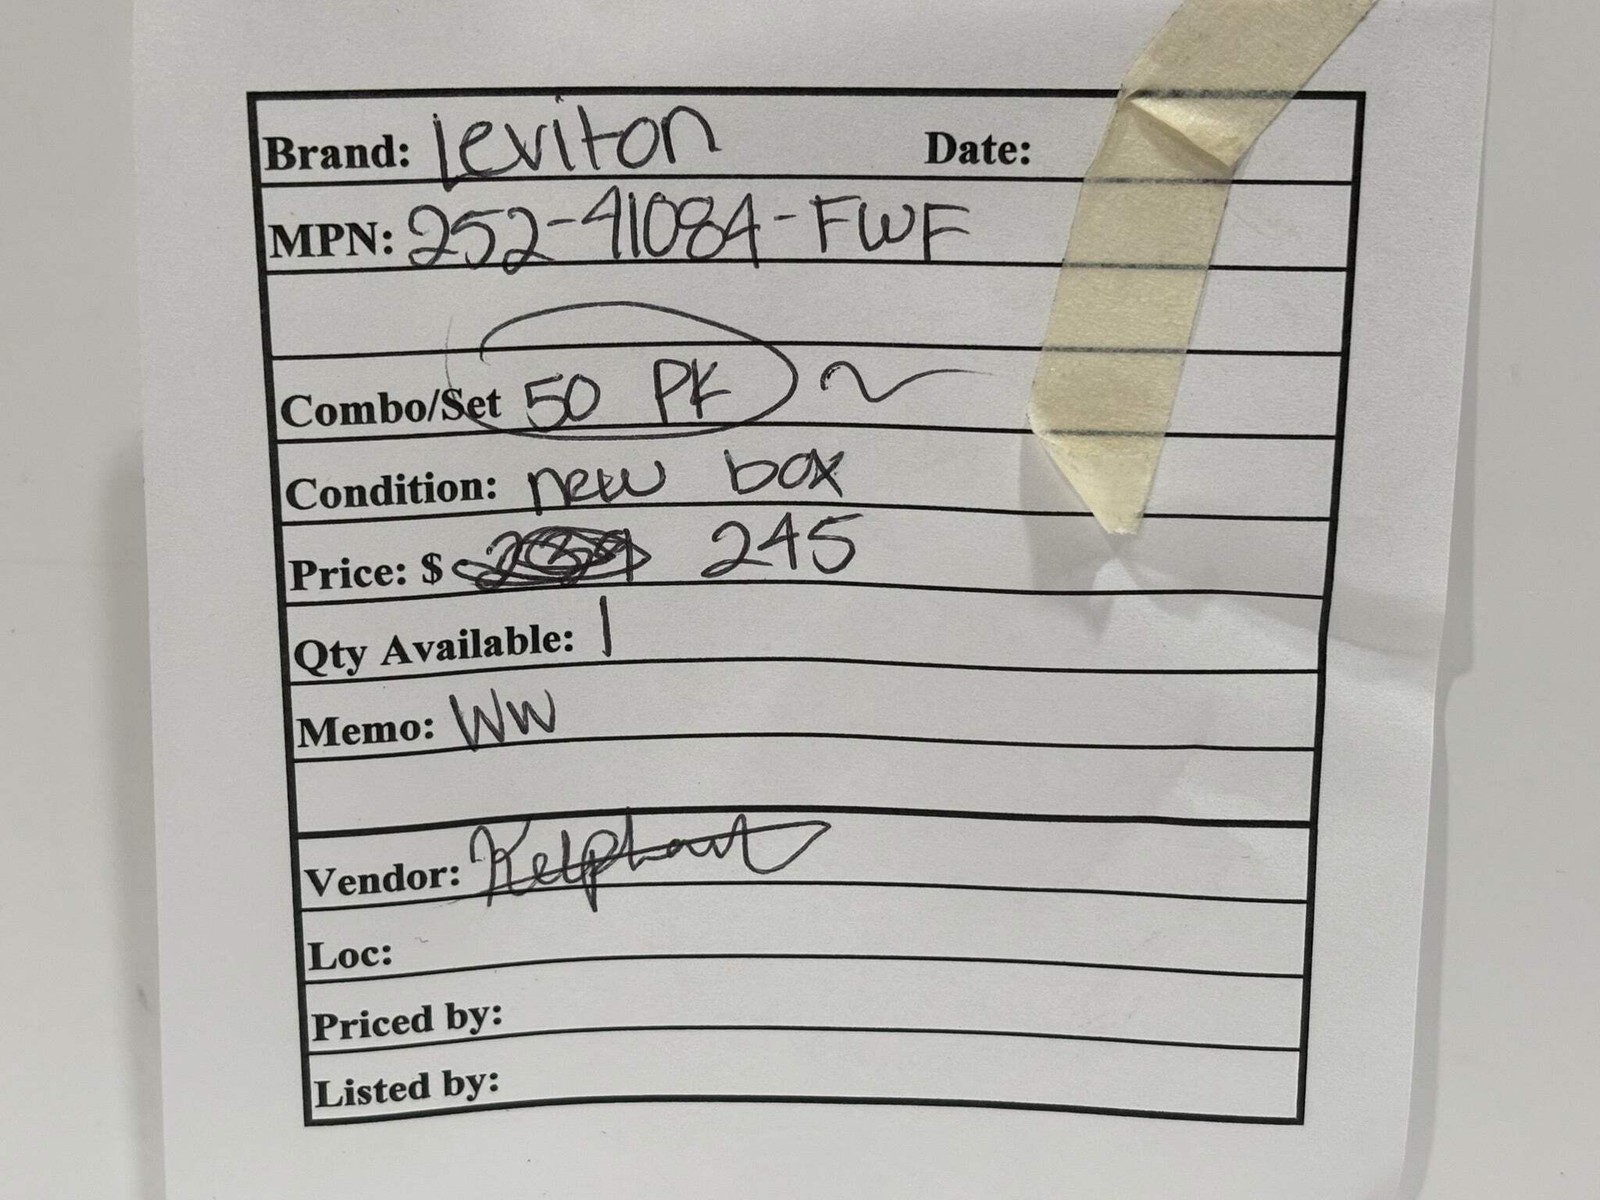 Brand: Leviton Date:
MPN: 252-41084-FWF
Combo/Set 50 PK
Condition: new box
Price: $ 245
Qty Available: 1
Memo: WW
Vendor:
Loc:
Priced by:
Listed by: